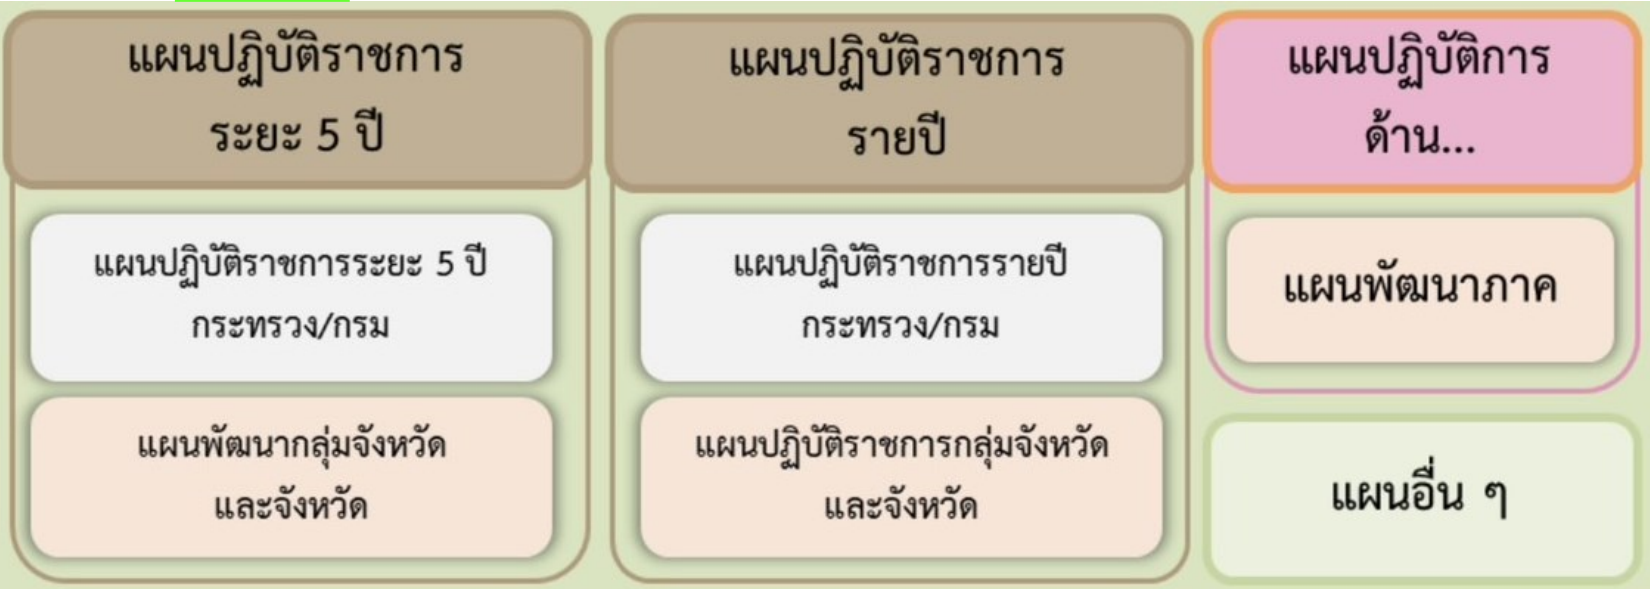 แผนปฏิบัติราชการ
ระยะ 5 ปี
แผนปฏิบัติราชการระยะ 5 ปี
กระทรวง/กรม
แผนพัฒนากลุ่มจังหวัด
และจังหวัด
แผนปฏิบัติราชการ
รายปี
แผนปฏิบัติราชการรายปี
กระทรวง/กรม
แผนปฏิบัติราชการกลุ่มจังหวัด
และจังหวัด
แผนปฏิบัติการ
ด้าน...
แผนพัฒนาภาค
แผนอื่น ๆ